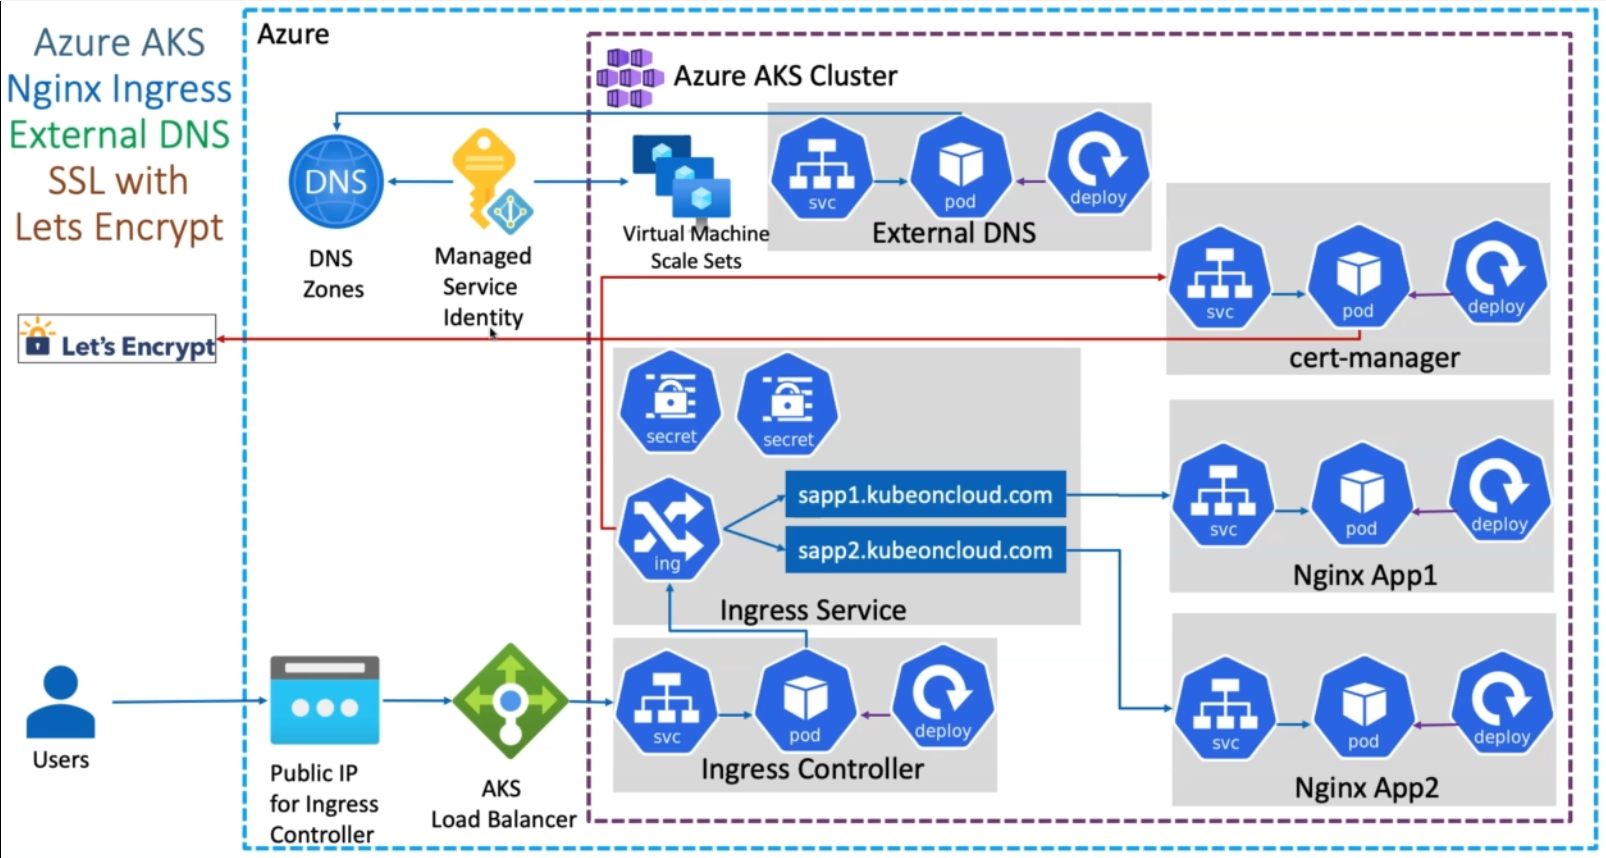 Azure AKS
Nginx Ingress
External DNS
SSL with
Lets Encrypt
Azure
Azure AKS Cluster
DNS
DNS
Zones
Managed
Service
Identity
Virtual Machine
Scale Sets
svc
pod
deploy
External DNS
svc
pod
deploy
cert-manager
Let's Encrypt
secret
secret
ing
sapp1.kubeoncloud.com
sapp2.kubeoncloud.com
Ingress Service
svc
pod
deploy
Nginx App1
svc
pod
deploy
Nginx App2
Users
Public IP
for Ingress
Controller
AKS
Load Balancer
svc
pod
deploy
Ingress Controller